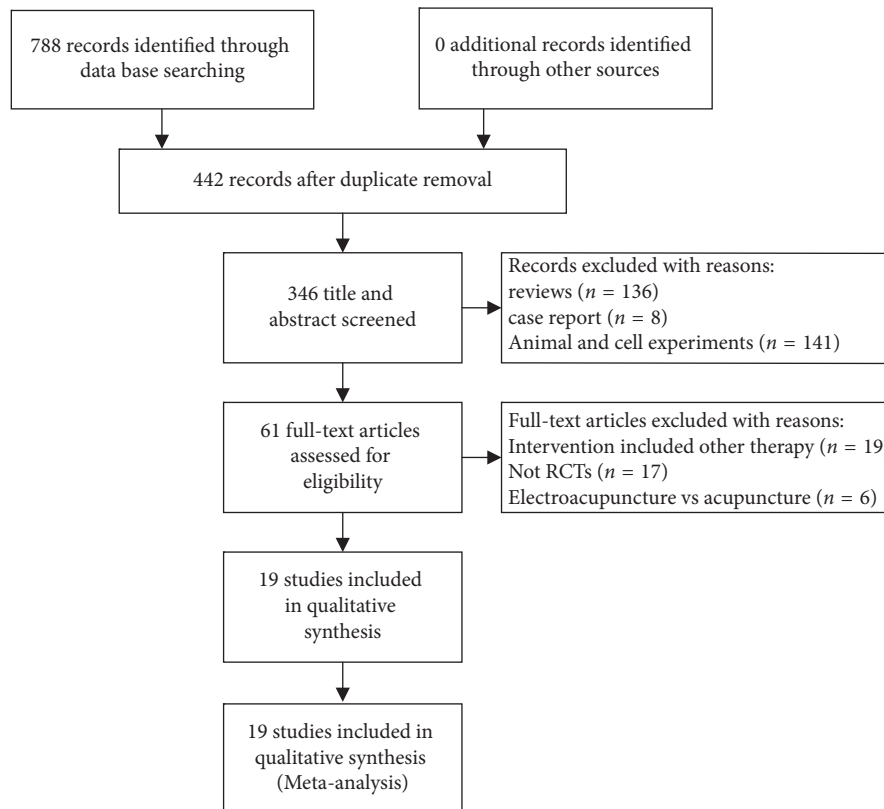 788 records identified through
data base searching
0 additional records identified
through other sources
442 records after duplicate removal
346 title and
abstract screened
Records excluded with reasons:
reviews (n = 136)
case report (n = 8)
Animal and cell experiments (n = 141)
61 full-text articles
assessed for
eligibility
Full-text articles excluded with reasons:
Intervention included other therapy (n = 19
Not RCTs (n = 17)
Electroacupuncture vs acupuncture (n = 6)
19 studies included
in qualitative
synthesis
19 studies included in
qualitative synthesis
(Meta-analysis)